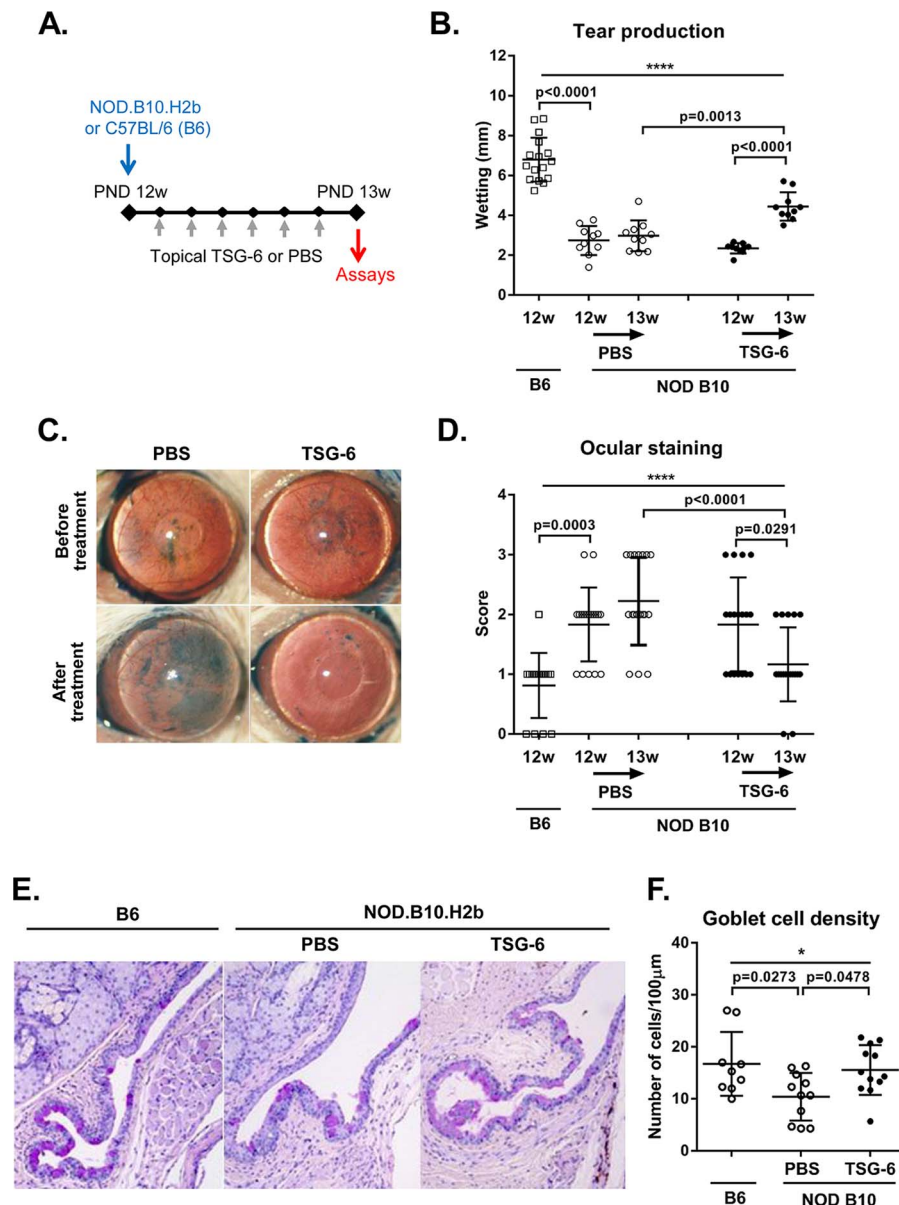 A.
NOD.B10.H2b
or C57BL/6 (B6)
PND 12w
PND 13w
Topical TSG-6 or PBS
Assays
B.
Tear production
****
p<0.0001
p=0.0013
p<0.0001
Wetting (mm)
12
10
8
6
4
2
0
12w 12w 13w 12w 13w
PBS TSG-6
B6 NOD B10
C.
PBS TSG-6
Before
treatment
After
treatment
D.
Ocular staining
****
p<0.0001
p=0.0003
p=0.0291
Score
4
3
2
1
0
12w 12w 13w 12w 13w
PBS TSG-6
B6 NOD B10
E.
B6 NOD.B10.H2b
PBS TSG-6
F.
Goblet cell density
*
p=0.0273 p=0.0478
Number of cells/100μm
40
30
20
10
0
PBS TSG-6
B6 NOD B10